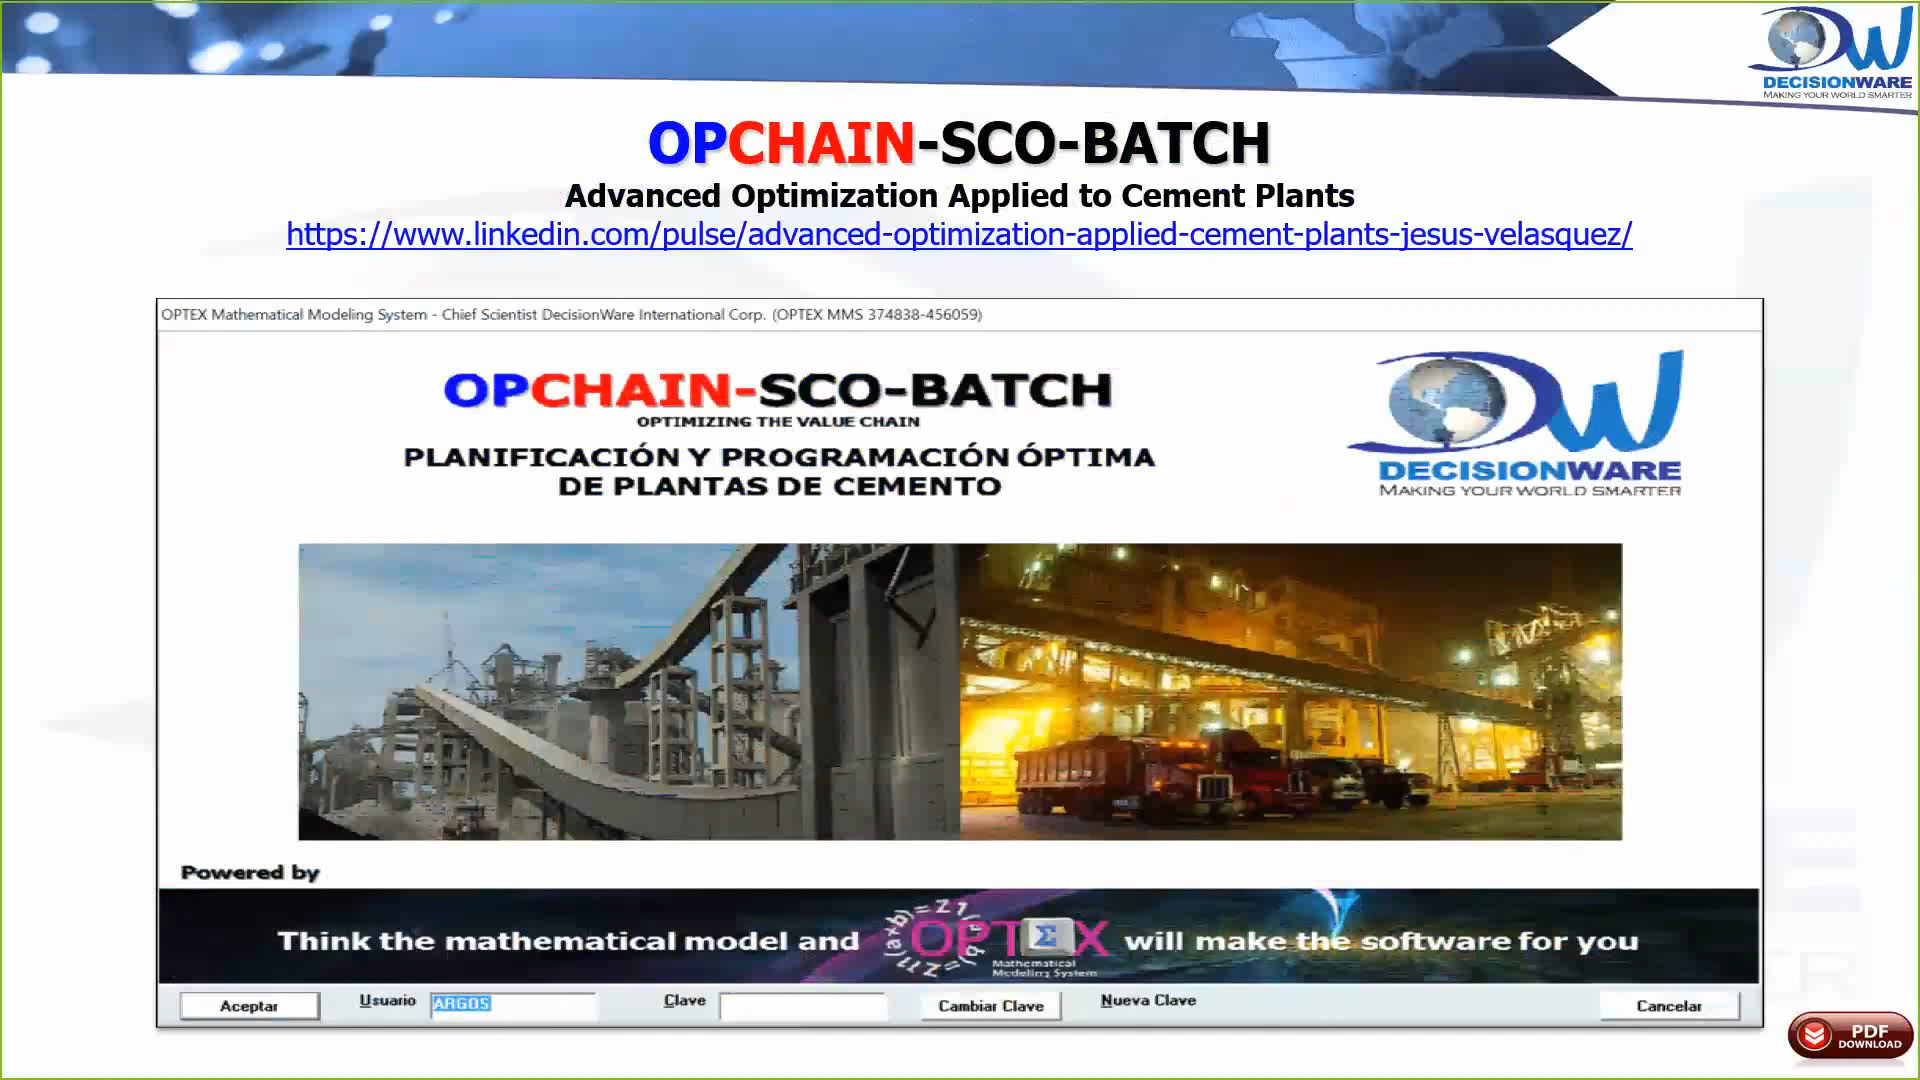 DECISIONWARE
MAKING YOUR WORLD SMARTER
OPCHAIN-SCO-BATCH
Advanced Optimization Applied to Cement Plants
https://www.linkedin.com/pulse/advanced-optimization-applied-cement-plants-jesus-velasquez/
OPTEX Mathematical Modeling System - Chief Scientist DecisionWare International Corp. (OPTEX MMS 374838-456059)
OPCHAIN-SCO-BATCH
OPTIMIZING THE VALUE CHAIN
PLANIFICACIÓN Y PROGRAMACIÓN ÓPTIMA
DE PLANTAS DE CEMENTO
DW
DECISIONWARE
MAKING YOUR WORLD SMARTER
Powered by
Think the mathematical model and OPTEX will make the software for you
Mathematical
Modeling System
Aceptar Usuario ARGOS Clave Cambiar Clave Nueva Clave Cancelar
PDF
DOWNLOAD